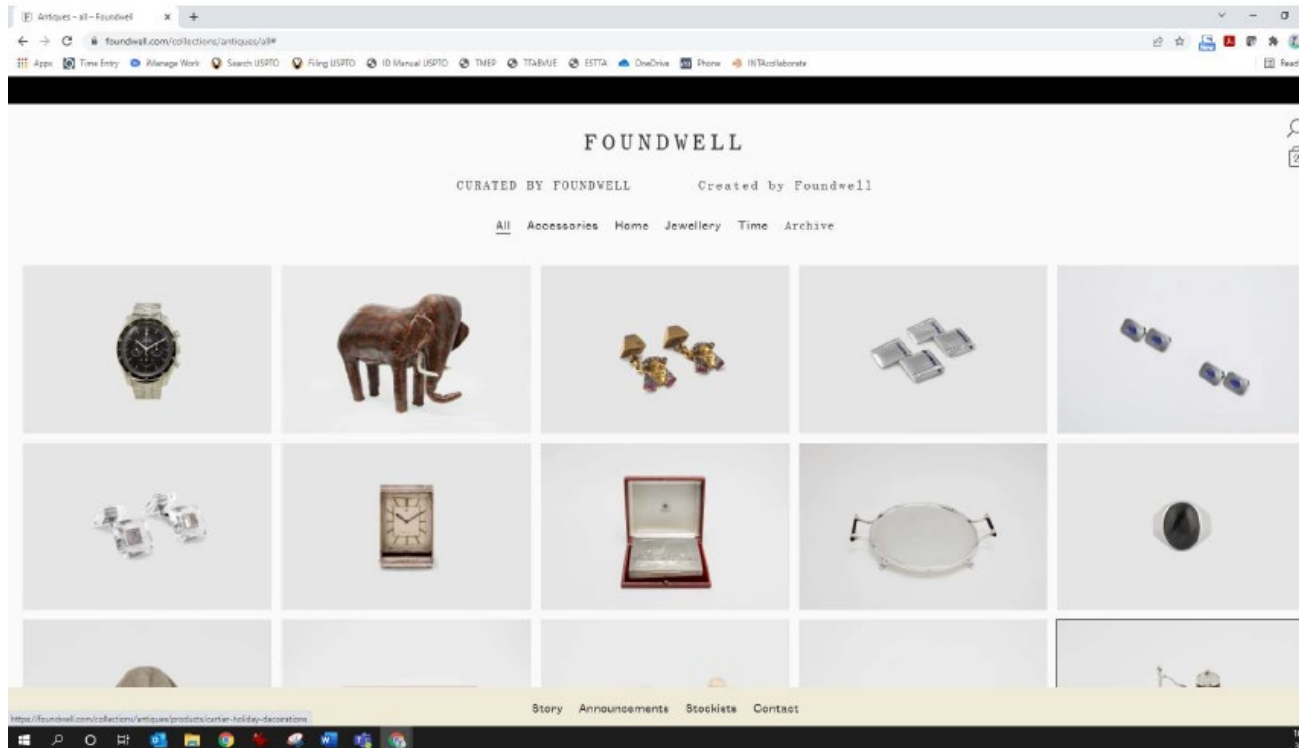 Antiques – all – Foundwell
foundwell.com/collections/antiques/all#
Apps Time Entry iManage Work Search USPTO Filing USPTO ID Manual USPTO TMEP TTABVUE ESTTA OneDrive Phone INTAcollaborate Read
FOUNDWELL
CURATED BY FOUNDWELL Created by Foundwell
All Accessories Home Jewellery Time Archive
Story Announcements Stockists Contact
https://foundwell.com/collections/antiques/products/cartier-holiday-decorations